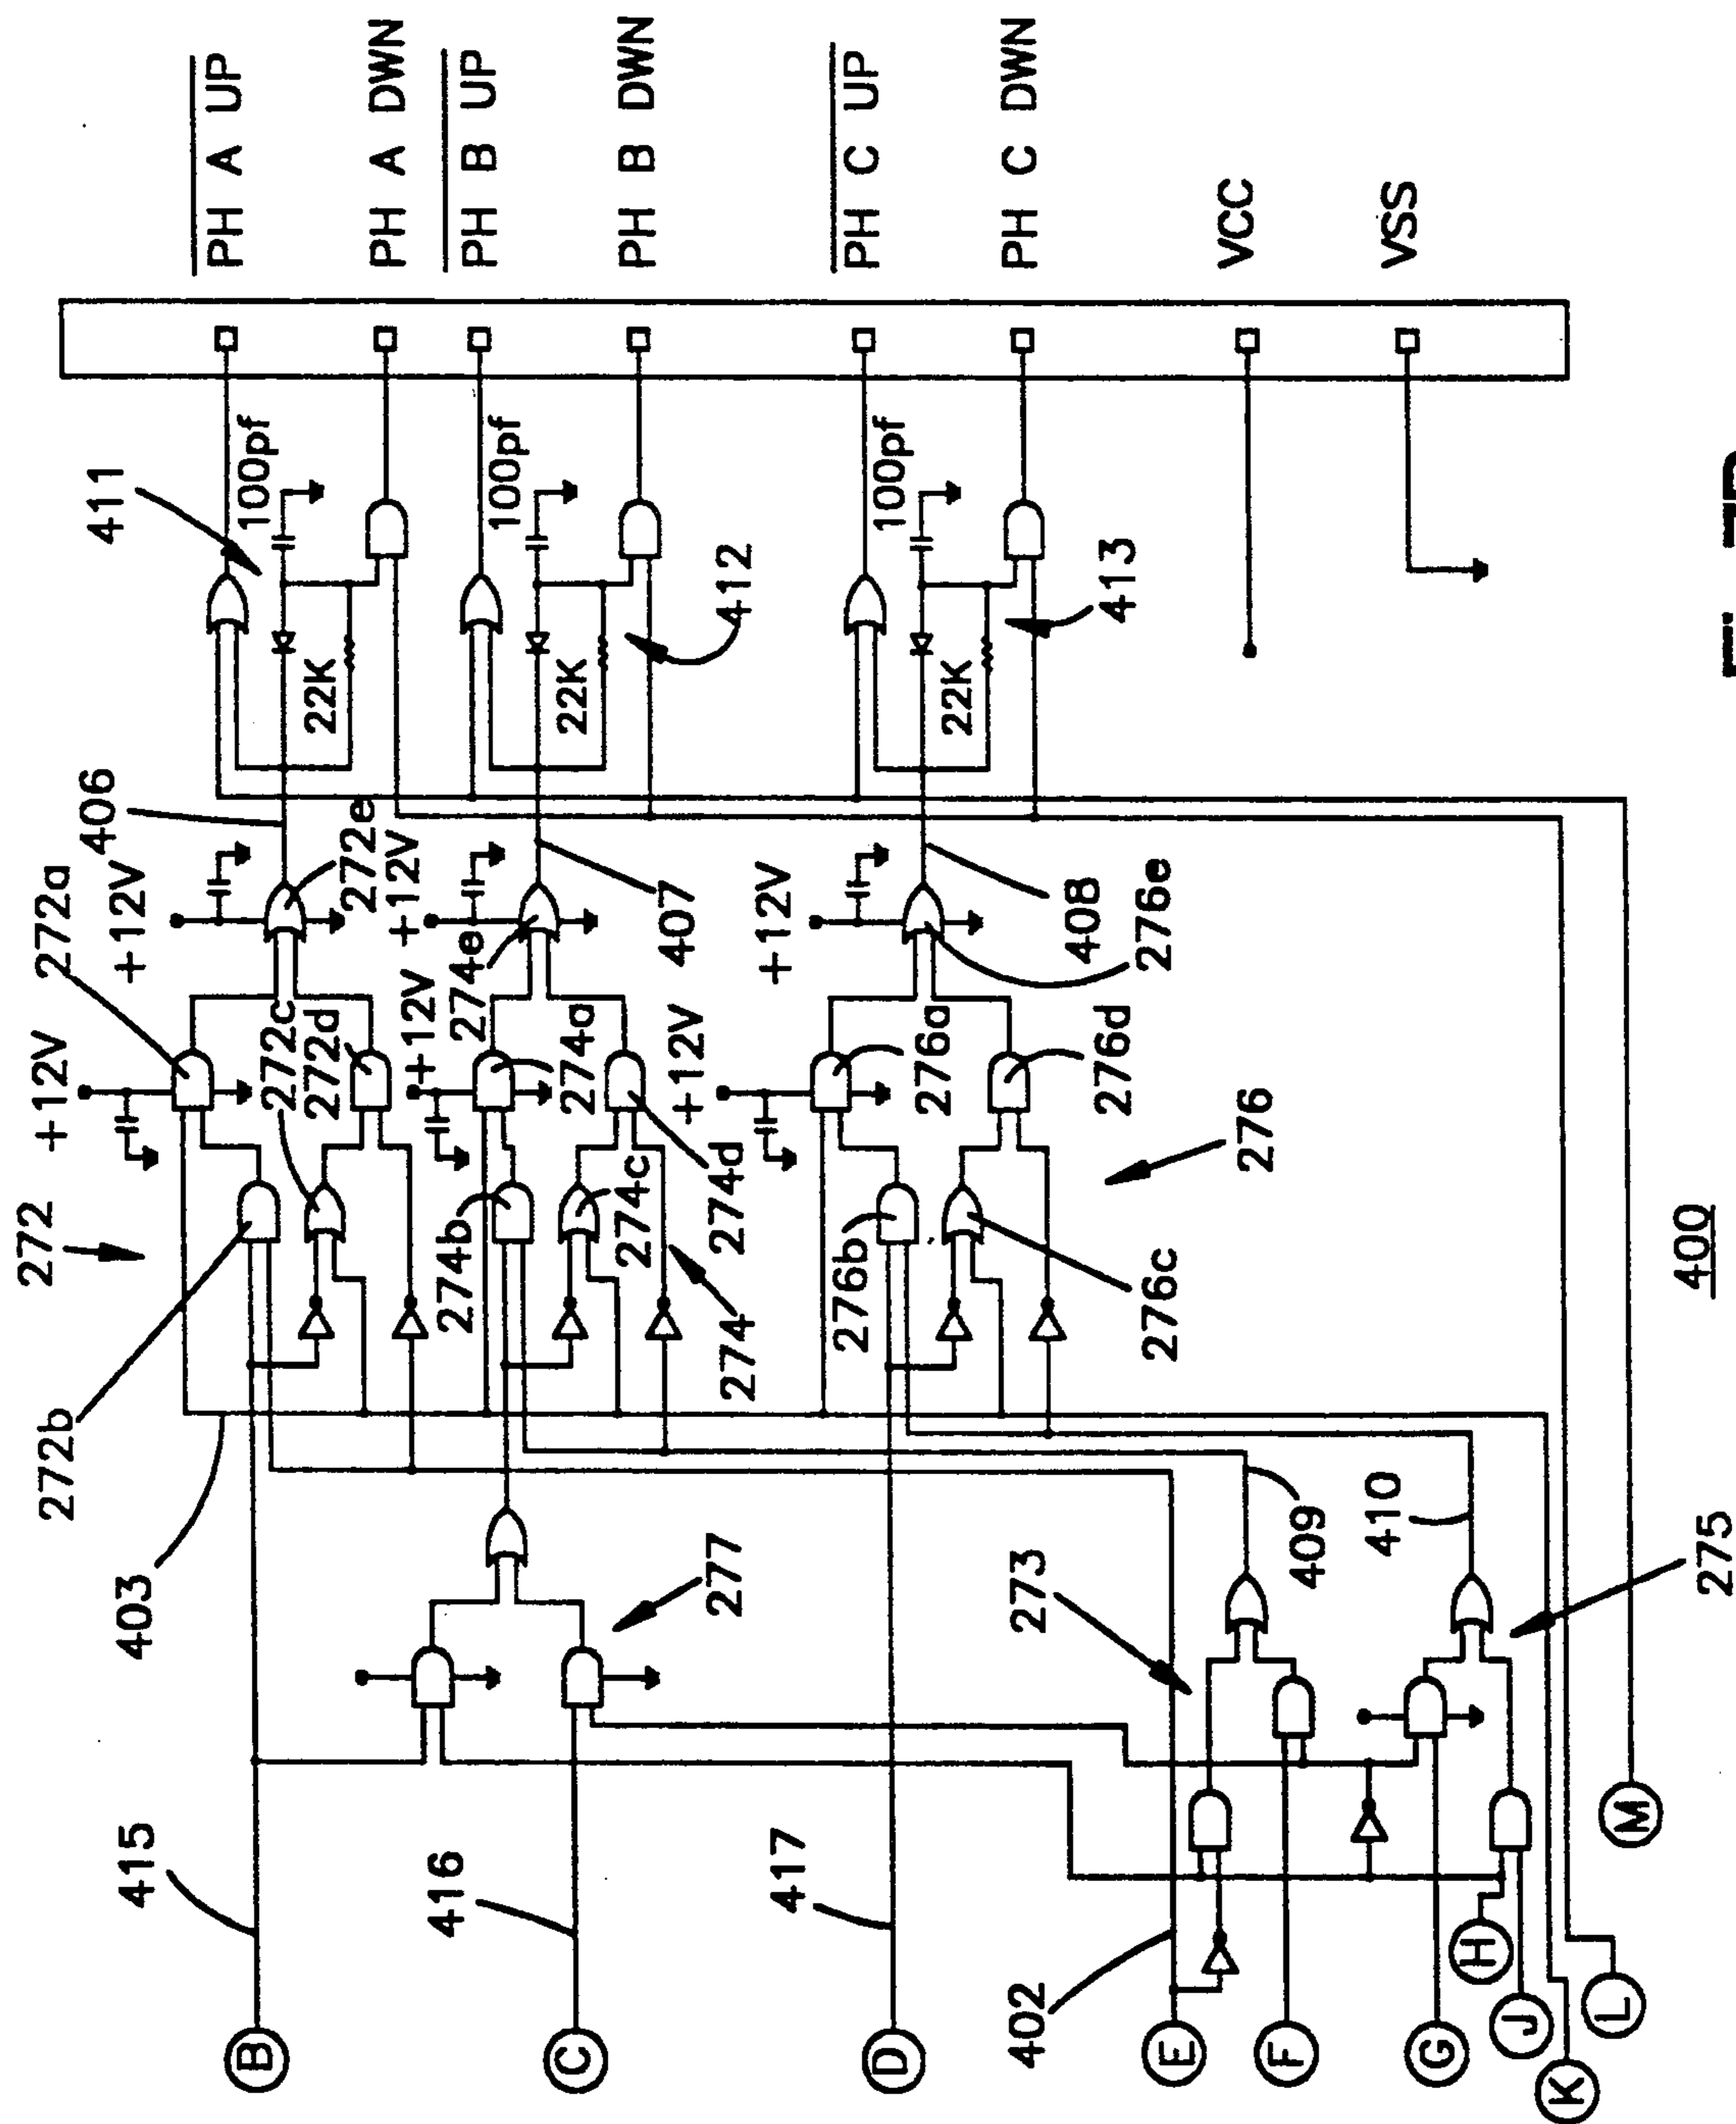 272
272b
403
415
416
417
402
B
C
D
E
F
G
H
J
K
L
M
277
273
409
410
275
272a
+12V
+12V
272c
272d
272e
406
274b
+12V
+12V
274e
274a
274c
274d
274
407
276b
+12V
+12V
276a
276c
276d
276e
276
408
411
100pf
22K
412
100pf
22K
413
100pf
22K
PH A UP
PH A DWN
PH B UP
PH B DWN
PH C UP
PH C DWN
VCC
VSS
400